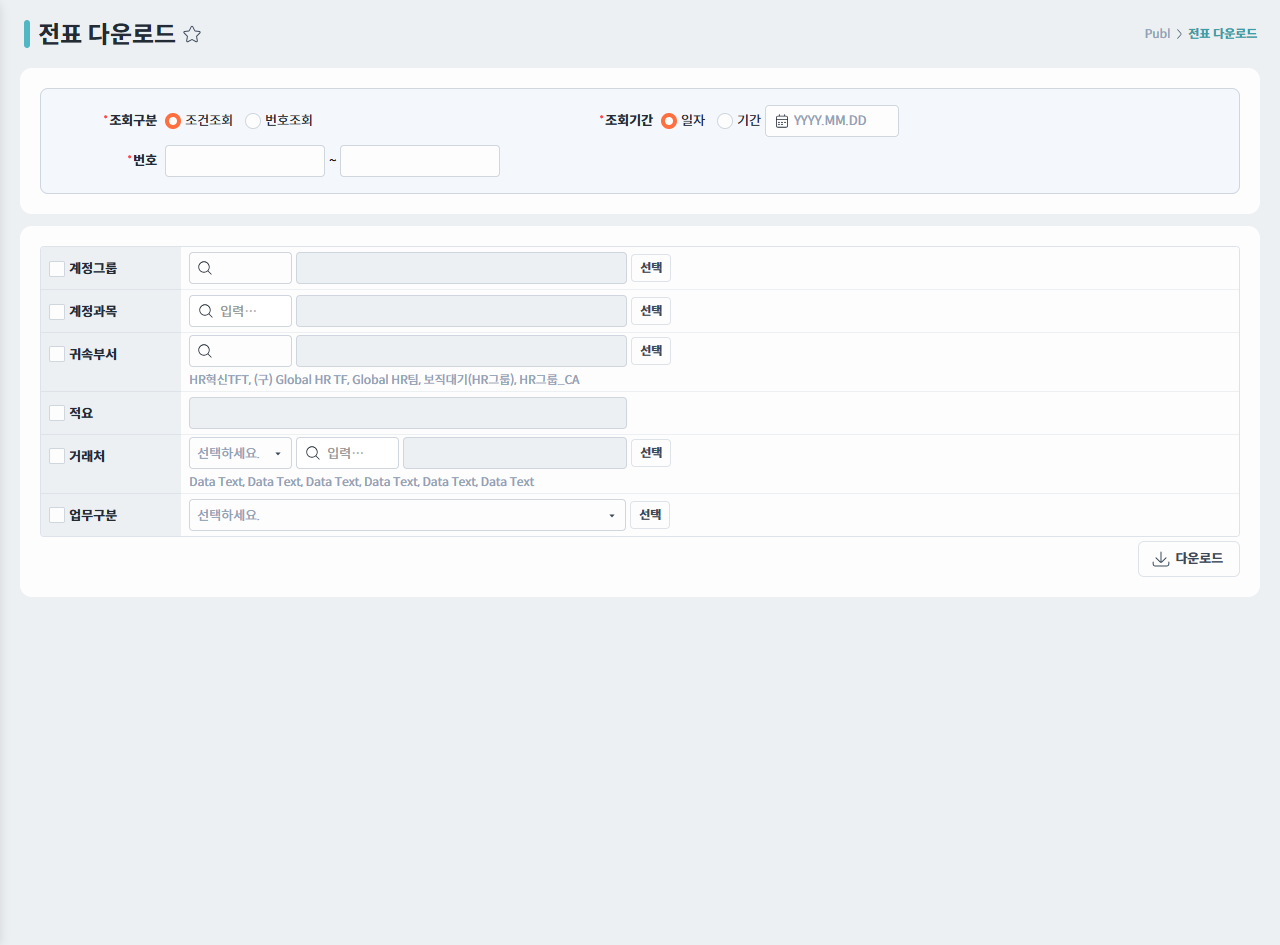 전표 다운로드
Publ > 전표 다운로드
*조회구분 조건조회 번호조회 *조회기간 일자 기간 YYYY.MM.DD
*번호 ~
계정그룹 선택
계정과목 입력··· 선택
귀속부서 선택
HR혁신TFT, (구) Global HR TF, Global HR팀, 보직대기(HR그룹), HR그룹_CA
적요
거래처 선택하세요. 입력··· 선택
Data Text, Data Text, Data Text, Data Text, Data Text, Data Text
업무구분 선택하세요. 선택
다운로드